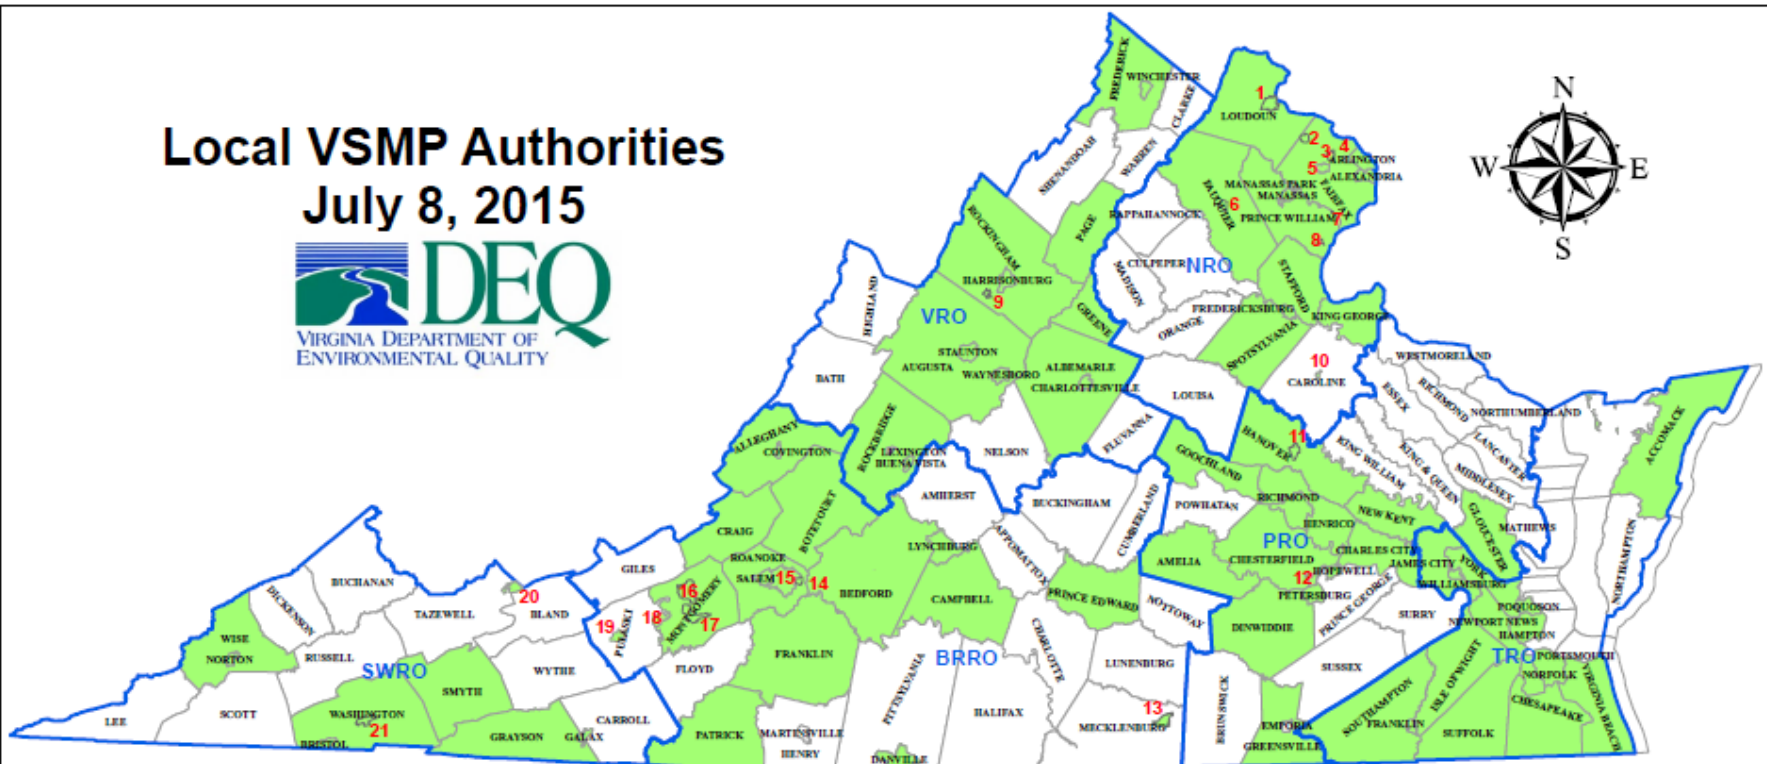 Local VSMP Authorities
July 8, 2015
DEQ
VIRGINIA DEPARTMENT OF
ENVIRONMENTAL QUALITY
N
W
E
S
FREDERICK
WINCHESTER
CLARKE
1
LOUDOUN
2
3
4
ARLINGTON
5
ALEXANDRIA
SHENANDOAH
WARREN
MANASSAS PARK
MANASSAS
FAIRFAX
FAUQUIER
6
PRINCE WILLIAM
7
8
RAPPAHANNOCK
PAGE
ROCKINGHAM
HARRISONBURG
9
CULPEPER
NRO
MADISON
STAFFORD
HIGHLAND
VRO
GREENE
FREDERICKSBURG
KING GEORGE
ORANGE
SPOTSYLVANIA
STAUNTON
AUGUSTA
WAYNESBORO
ALBEMARLE
CHARLOTTESVILLE
10
CAROLINE
WESTMORELAND
BATH
LOUISA
ESSEX
RICHMOND
NORTHUMBERLAND
ACCOMACK
ALLEGHANY
COVINGTON
ROCKBRIDGE
LEXINGTON
BUENA VISTA
NELSON
FLUVANNA
HANOVER
11
KING WILLIAM
KING & QUEEN
LANCASTER
MIDDLESEX
GOOCHLAND
AMHERST
BUCKINGHAM
CUMBERLAND
POWHATAN
RICHMOND
HENRICO
NEW KENT
GLOUCESTER
MATHEWS
CRAIG
BOTETOURT
ROANOKE
LYNCHBURG
APPOMATTOX
AMELIA
PRO
CHESTERFIELD
CHARLES CITY
JAMES CITY
YORK
WILLIAMSBURG
NORTHAMPTON
GILES
SALEM
15
14
BEDFORD
CAMPBELL
PRINCE EDWARD
NOTTOWAY
12
HOPEWELL
PETERSBURG
PRINCE GEORGE
SURRY
POQUOSON
NEWPORT NEWS
HAMPTON
BUCHANAN
DICKENSON
TAZEWELL
20
BLAND
16
MONTGOMERY
17
18
19
PULASKI
WISE
NORTON
RUSSELL
WYTHE
FLOYD
FRANKLIN
BRRO
CHARLOTTE
LUNENBURG
DINWIDDIE
SUSSEX
ISLE OF WIGHT
TRO
PORTSMOUTH
NORFOLK
VIRGINIA BEACH
SWRO
SMYTH
PITTSYLVANIA
HALIFAX
13
MECKLENBURG
BRUNSWICK
SOUTHAMPTON
FRANKLIN
CHESAPEAKE
SUFFOLK
LEE
SCOTT
WASHINGTON
21
BRISTOL
GRAYSON
GALAX
CARROLL
PATRICK
MARTINSVILLE
HENRY
DANVILLE
EMPORIA
GREENSVILLE